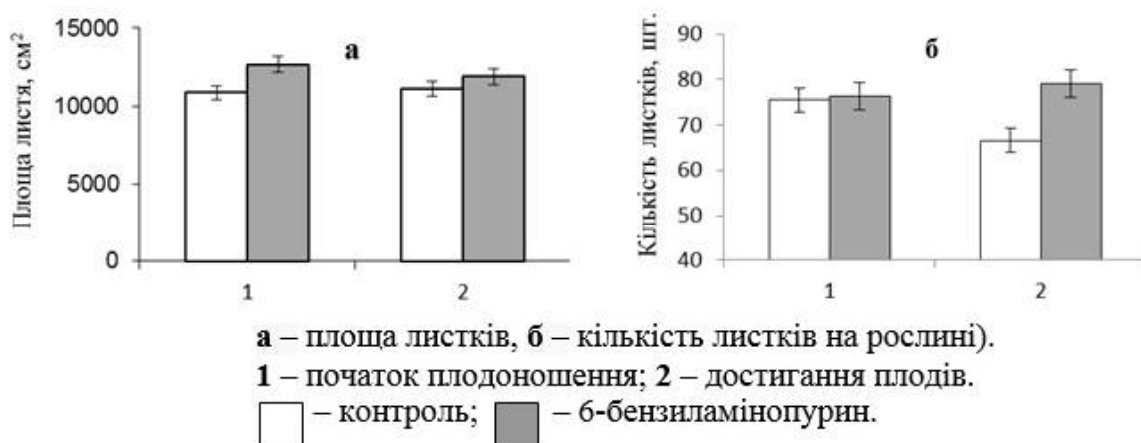 Площа листя, см²
15000
10000
5000
0
а
1
2
Кількість листків, шт.
90
80
70
60
50
40
б
1
2
а – площа листків, б – кількість листків на рослині).
1 – початок плодоношення; 2 – достигання плодів.
– контроль; – 6-бензиламінопурин.